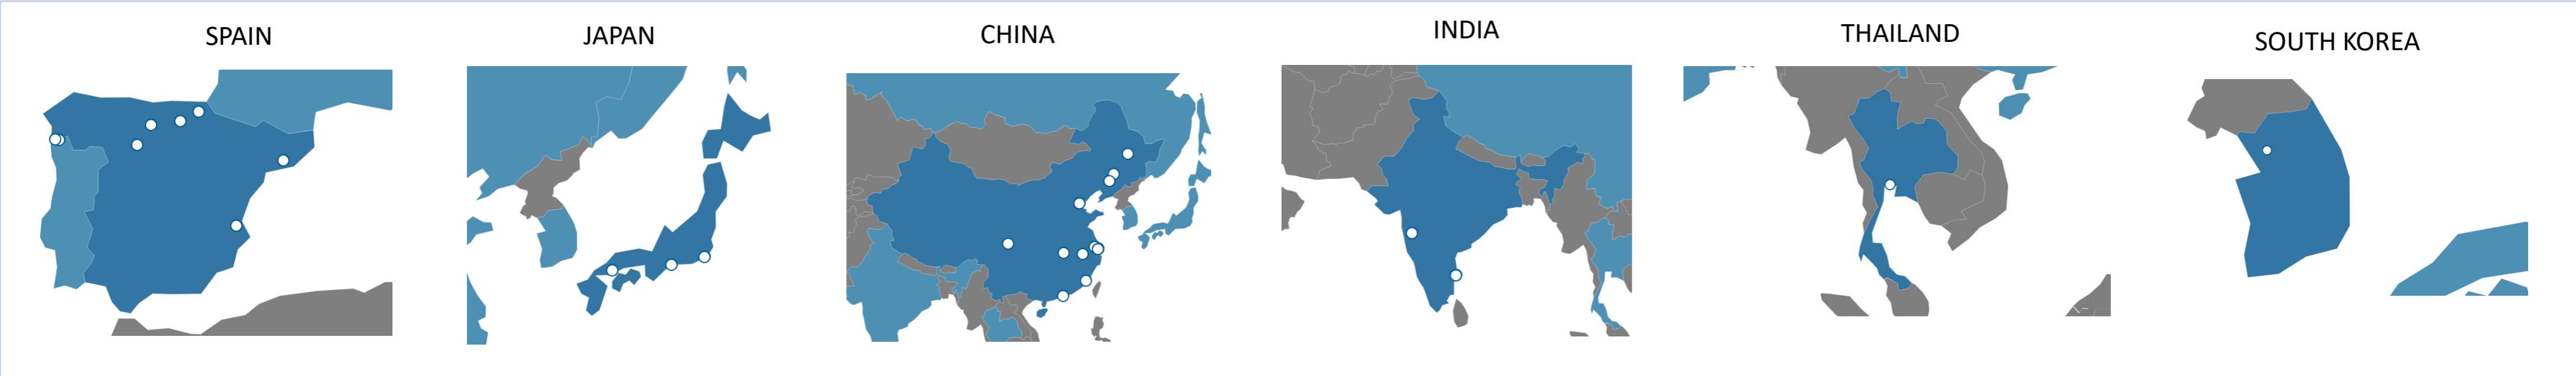 SPAIN
JAPAN
CHINA
INDIA
THAILAND
SOUTH KOREA